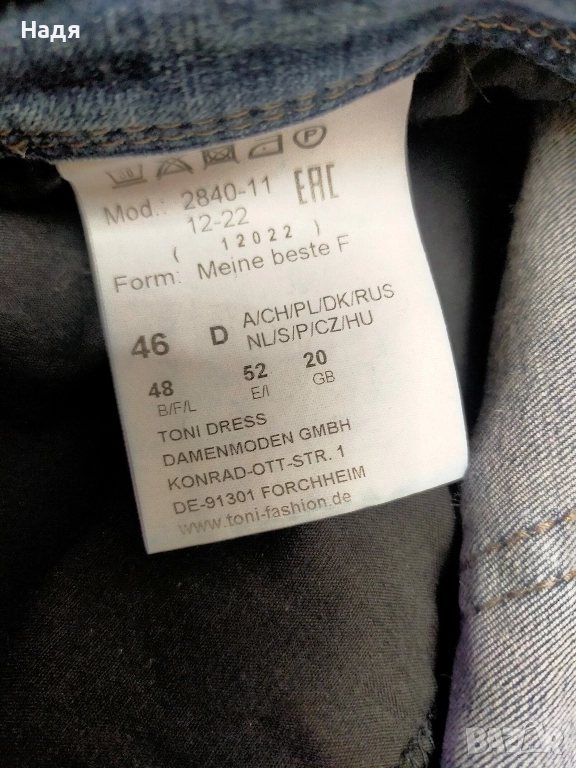 Надя
P
Mod.: 2840-11 EAC
12-22
( 12022 )
Form: Meine beste F
46 D A/CH/PL/DK/RUS
NL/S/P/CZ/HU
48 52 20
B/F/L E/I GB
TONI DRESS
DAMENMODEN GMBH
KONRAD-OTT-STR. 1
DE-91301 FORCHHEIM
www.toni-fashion.de
BAZAR